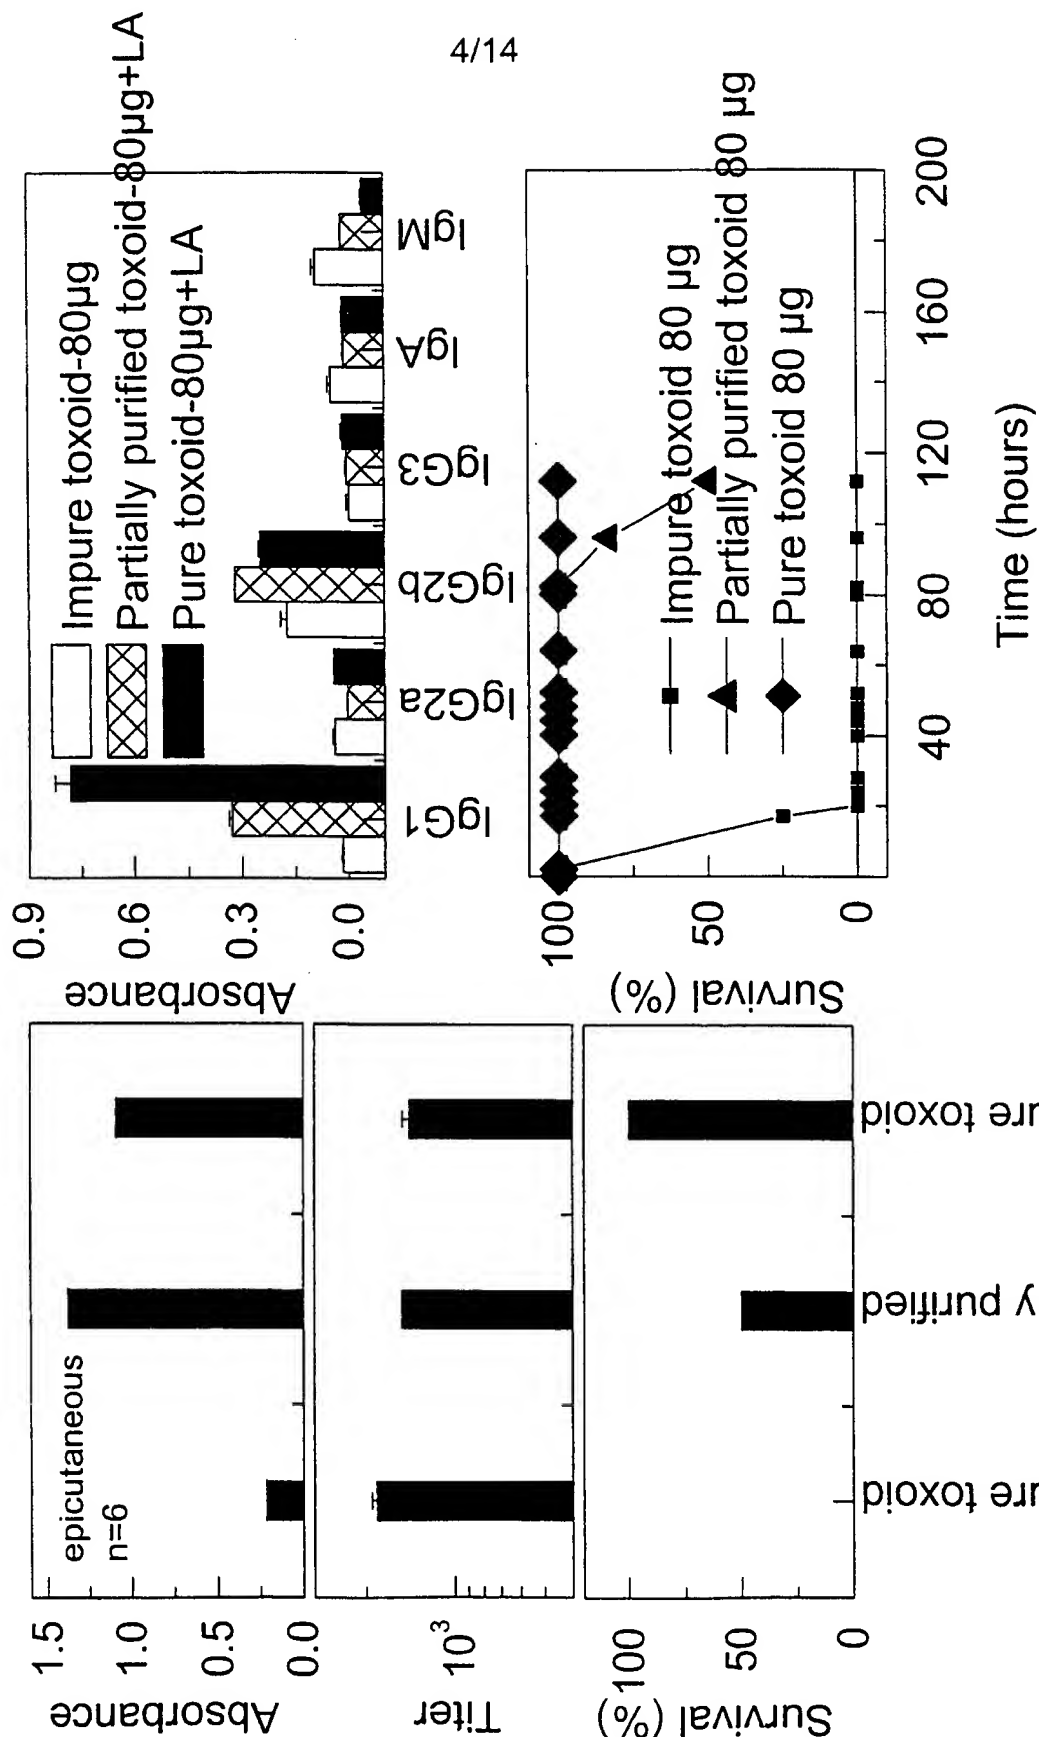 4/14
Impure toxoid-80µg
Partially purified toxoid-80µg+LA
Pure toxoid-80µg+LA
0.9
0.6
0.3
0.0
Absorbance
IgG1
IgG2a
IgG2b
IgG3
IgA
IgM
Impure toxoid 80 µg
Partially purified toxoid 80 µg
Pure toxoid 80 µg
100
50
0
Survival (%)
40
80
120
160
200
Time (hours)
epicutaneous
n=6
1.5
1.0
0.5
0.0
Absorbance
10³
Titer
100
50
0
Survival (%)
ure toxoid
y purified
ure toxoid